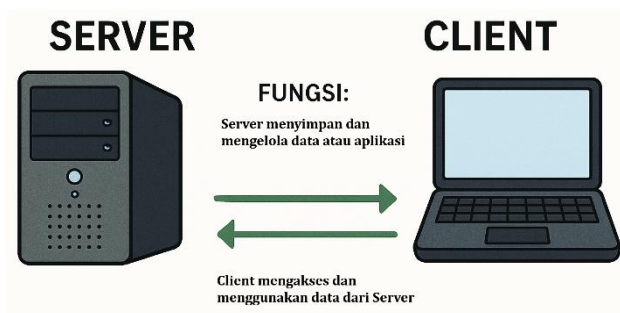 SERVER
CLIENT
FUNGSI:
Server menyimpan dan
mengelola data atau aplikasi
Client mengakses dan
menggunakan data dari Server